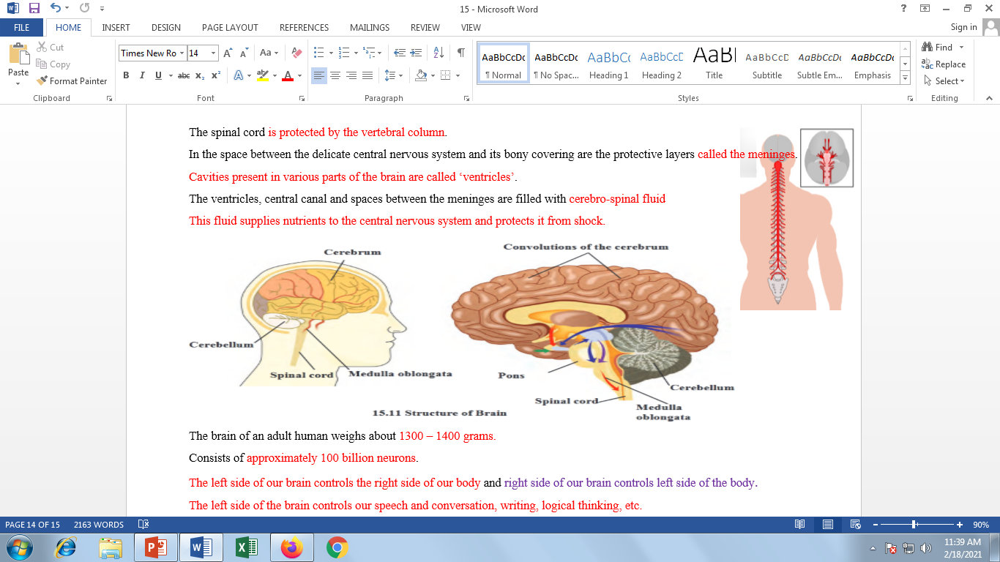 15 - Microsoft Word
FILE HOME INSERT DESIGN PAGE LAYOUT REFERENCES MAILINGS REVIEW VIEW Sign in
Paste
Cut
Copy
Format Painter
Clipboard
Times New Ro 14
Font
Paragraph
AaBbCcDc AaBbCcDc AaBbCc AaBbCcD AaBl AaBbCcD AaBbCcDc AaBbCcDc
¶ Normal ¶ No Spac... Heading 1 Heading 2 Title Subtitle Subtle Em... Emphasis
Styles
Find
Replace
Select
Editing
The spinal cord is protected by the vertebral column.
In the space between the delicate central nervous system and its bony covering are the protective layers called the meninges.
Cavities present in various parts of the brain are called ‘ventricles’.
The ventricles, central canal and spaces between the meninges are filled with cerebro-spinal fluid
This fluid supplies nutrients to the central nervous system and protects it from shock.
Cerebrum
Cerebellum
Spinal cord
Medulla oblongata
Convolutions of the cerebrum
Pons
Cerebellum
Spinal cord
Medulla
oblongata
15.11 Structure of Brain
The brain of an adult human weighs about 1300 – 1400 grams.
Consists of approximately 100 billion neurons.
The left side of our brain controls the right side of our body and right side of our brain controls left side of the body.
The left side of the brain controls our speech and conversation, writing, logical thinking, etc.
PAGE 14 OF 15 2163 WORDS 90%
11:39 AM
2/18/2021